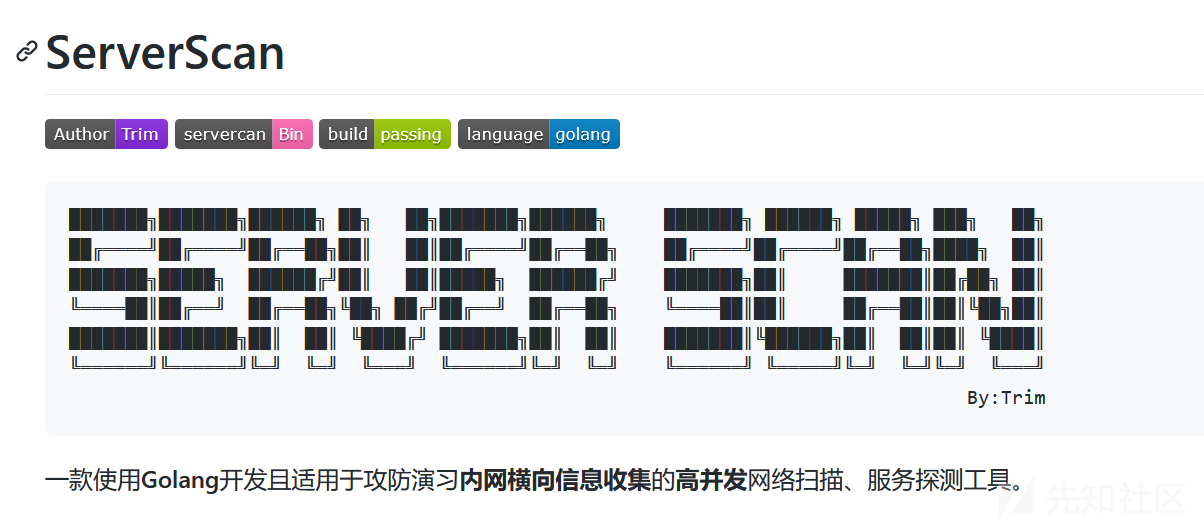 ServerScan
Author Trim servercan Bin build passing language golang
SERVER SCAN
By:Trim
一款使用Golang开发且适用于攻防演习内网横向信息收集的高并发网络扫描、服务探测工具。
先知社区